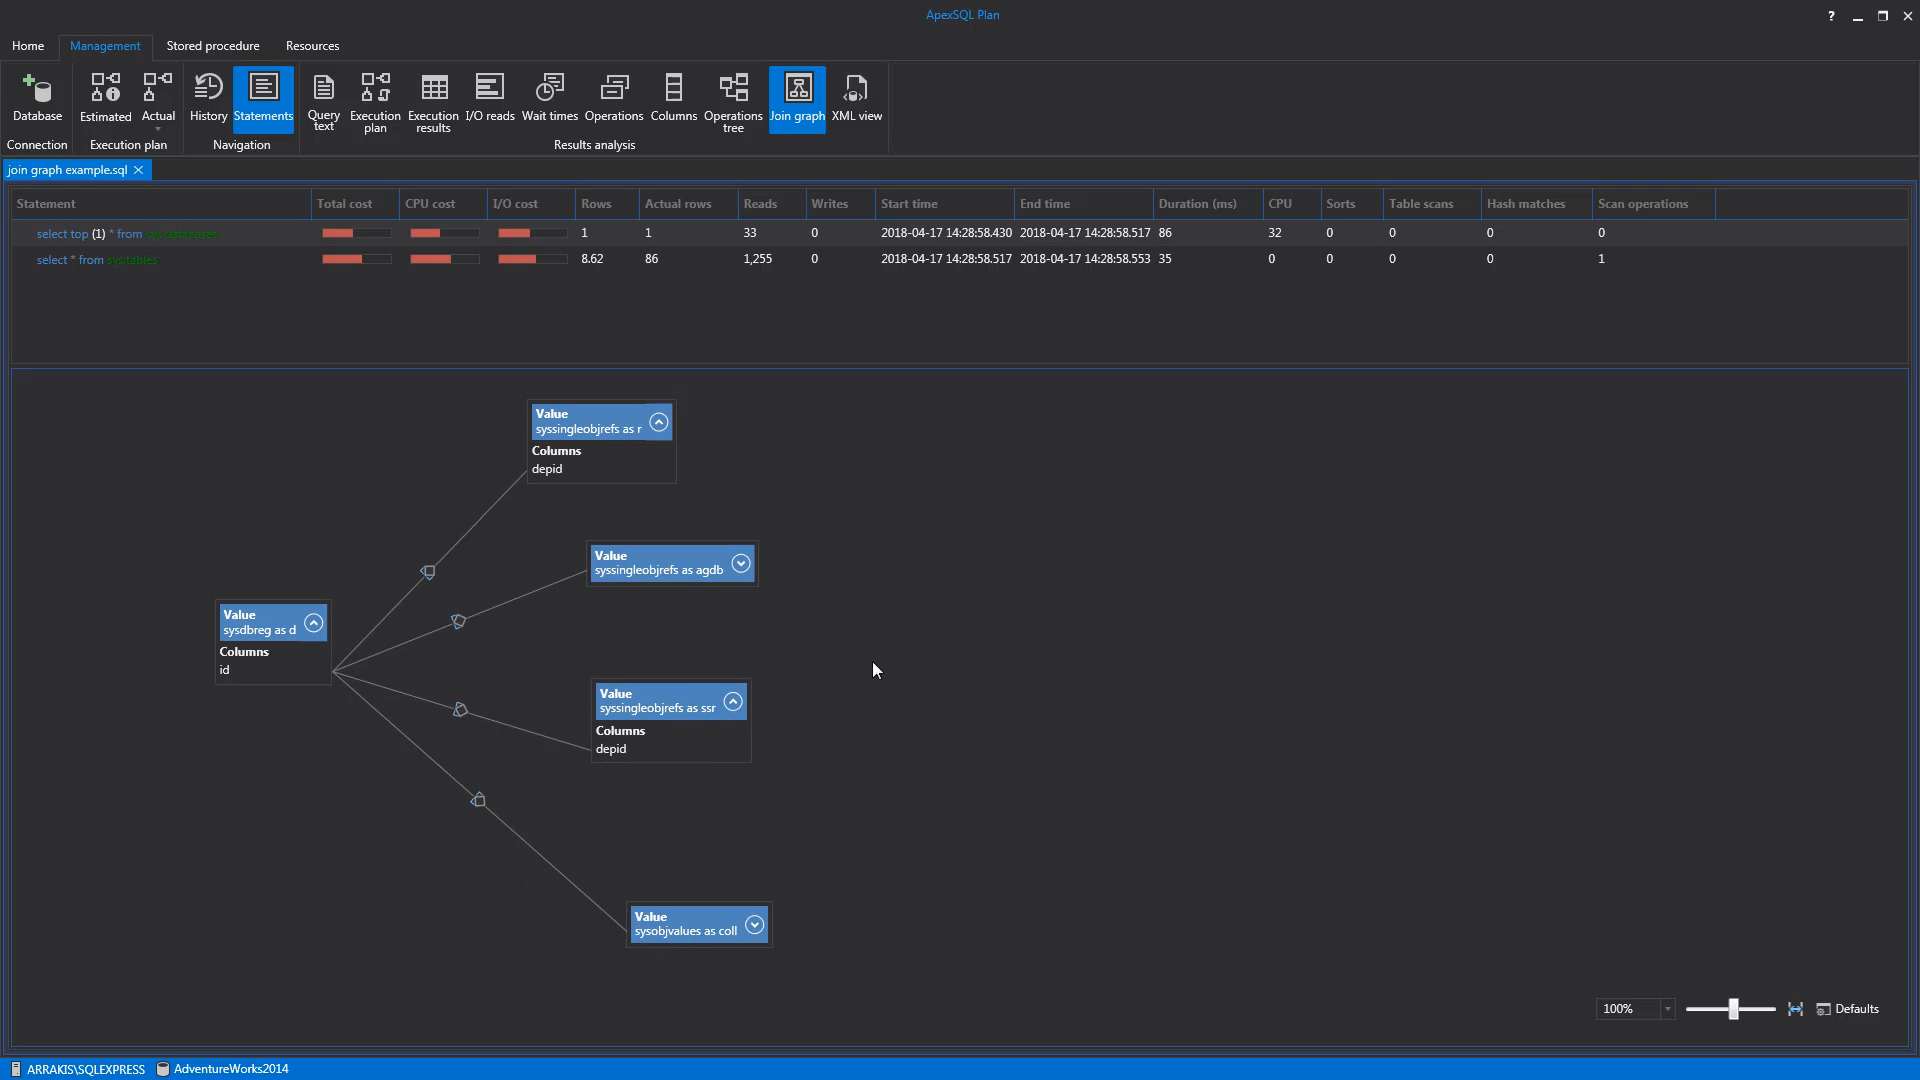 ApexSQL Plan
?
Home Management Stored procedure Resources
Database Estimated Actual History Statements Query text Execution plan Execution results I/O reads Wait times Operations Columns Operations tree Join graph XML view
Connection Execution plan Navigation Results analysis
join graph example.sql
Statement Total cost CPU cost I/O cost Rows Actual rows Reads Writes Start time End time Duration (ms) CPU Sorts Table scans Hash matches Scan operations
select top (1) * from sys.databases 1 1 33 0 2018-04-17 14:28:58.430 2018-04-17 14:28:58.517 86 32 0 0 0 0
select * from sys.tables 8.62 86 1,255 0 2018-04-17 14:28:58.517 2018-04-17 14:28:58.553 35 0 0 0 0 1
Value
syssingleobjrefs as r
Columns
depid
Value
syssingleobjrefs as agdb
Value
sysdbreg as d
Columns
id
Value
syssingleobjrefs as ssr
Columns
depid
Value
sysobjvalues as coll
100% Defaults
ARRAKIS\SQLEXPRESS AdventureWorks2014